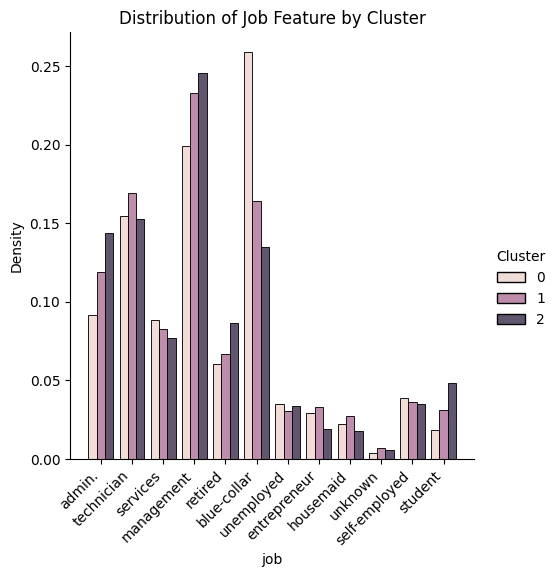 Distribution of Job Feature by Cluster
Density
0.25
0.20
0.15
0.10
0.05
0.00
admin.
technician
services
management
retired
blue-collar
unemployed
entrepreneur
housemaid
unknown
self-employed
student
job
Cluster
0
1
2